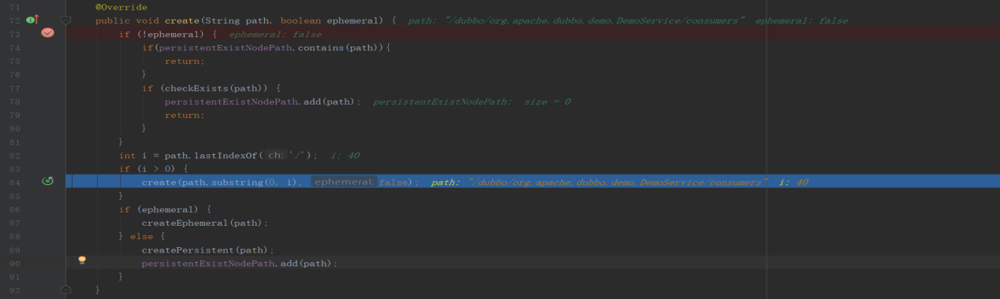 71 @Override
72 public void create(String path, boolean ephemeral) { path: "/dubbo/org.apache.dubbo.demo.DemoService/consumers" ephemeral: false
73 if (!ephemeral) { ephemeral: false
74 if(persistentExistNodePath.contains(path)){
75 return;
76 }
77 if (checkExists(path)) {
78 persistentExistNodePath.add(path); persistentExistNodePath: size = 0
79 return;
80 }
81 }
82 int i = path.lastIndexOf( ch: '/'); i: 40
83 if (i > 0) {
84 create(path.substring(0, i), ephemeral: false); path: "/dubbo/org.apache.dubbo.demo.DemoService/consumers" i: 40
85 }
86 if (ephemeral) {
87 createEphemeral(path);
88 } else {
89 createPersistent(path);
90 persistentExistNodePath.add(path);
91 }
92 }